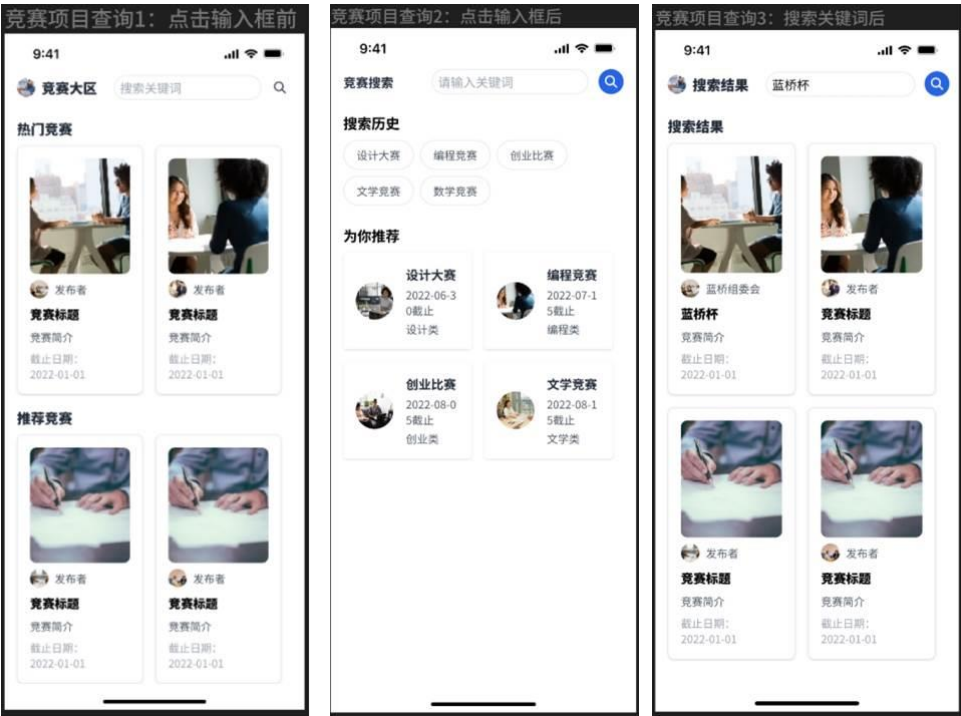 竞赛项目查询1：点击输入框前
9:41
竞赛大区
搜索关键词
热门竞赛
发布者
发布者
竞赛标题
竞赛标题
竞赛简介
竞赛简介
截止日期：
2022-01-01
截止日期：
2022-01-01
推荐竞赛
发布者
发布者
竞赛标题
竞赛标题
竞赛简介
竞赛简介
截止日期：
2022-01-01
截止日期：
2022-01-01
竞赛项目查询2：点击输入框后
9:41
竞赛搜索
请输入关键词
搜索历史
设计大赛
编程竞赛
创业比赛
文学竞赛
数学竞赛
为你推荐
设计大赛
2022-06-3
0截止
设计类
编程竞赛
2022-07-1
5截止
编程类
创业比赛
2022-08-0
5截止
创业类
文学竞赛
2022-08-1
5截止
文学类
竞赛项目查询3：搜索关键词后
9:41
搜索结果
蓝桥杯
搜索结果
蓝桥组委会
发布者
蓝桥杯
竞赛标题
竞赛简介
竞赛简介
截止日期：
2022-01-01
截止日期：
2022-01-01
发布者
发布者
竞赛标题
竞赛标题
竞赛简介
竞赛简介
截止日期：
2022-01-01
截止日期：
2022-01-01